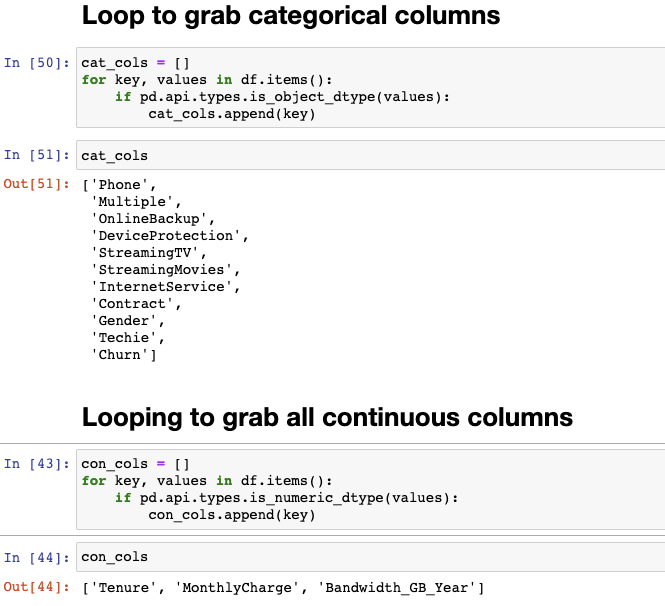 Loop to grab categorical columns
In [50]: cat_cols = []
for key, values in df.items():
    if pd.api.types.is_object_dtype(values):
        cat_cols.append(key)
In [51]: cat_cols
Out[51]: ['Phone',
 'Multiple',
 'OnlineBackup',
 'DeviceProtection',
 'StreamingTV',
 'StreamingMovies',
 'InternetService',
 'Contract',
 'Gender',
 'Techie',
 'Churn']
Looping to grab all continuous columns
In [43]: con_cols = []
for key, values in df.items():
    if pd.api.types.is_numeric_dtype(values):
        con_cols.append(key)
In [44]: con_cols
Out[44]: ['Tenure', 'MonthlyCharge', 'Bandwidth_GB_Year']